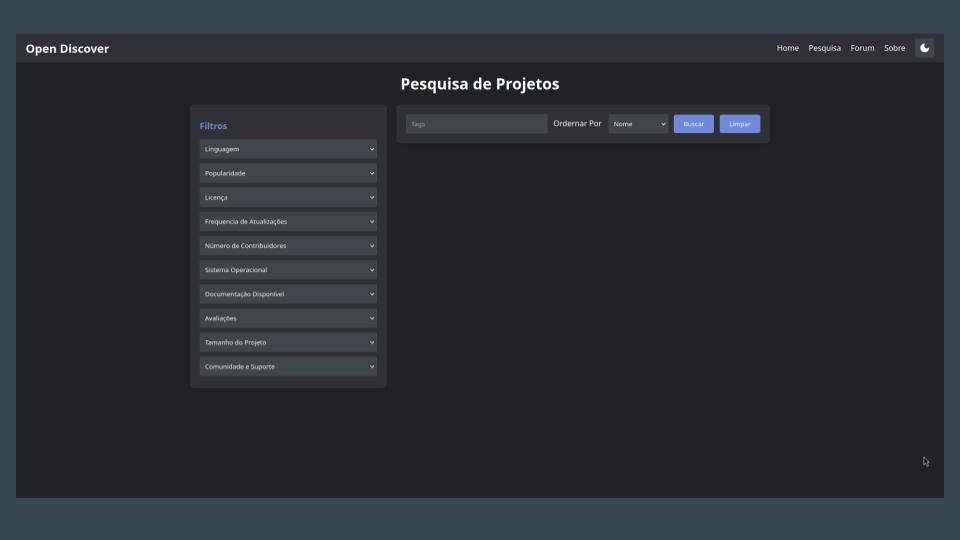 Open Discover
Home Pesquisa Forum Sobre
Pesquisa de Projetos
Filtros
Linguagem
Popularidade
Licença
Frequencia de Atualizações
Número de Contribuidores
Sistema Operacional
Documentação Disponível
Avaliações
Tamanho do Projeto
Comunidade e Suporte
Tags Ordernar Por Nome Buscar Limpar